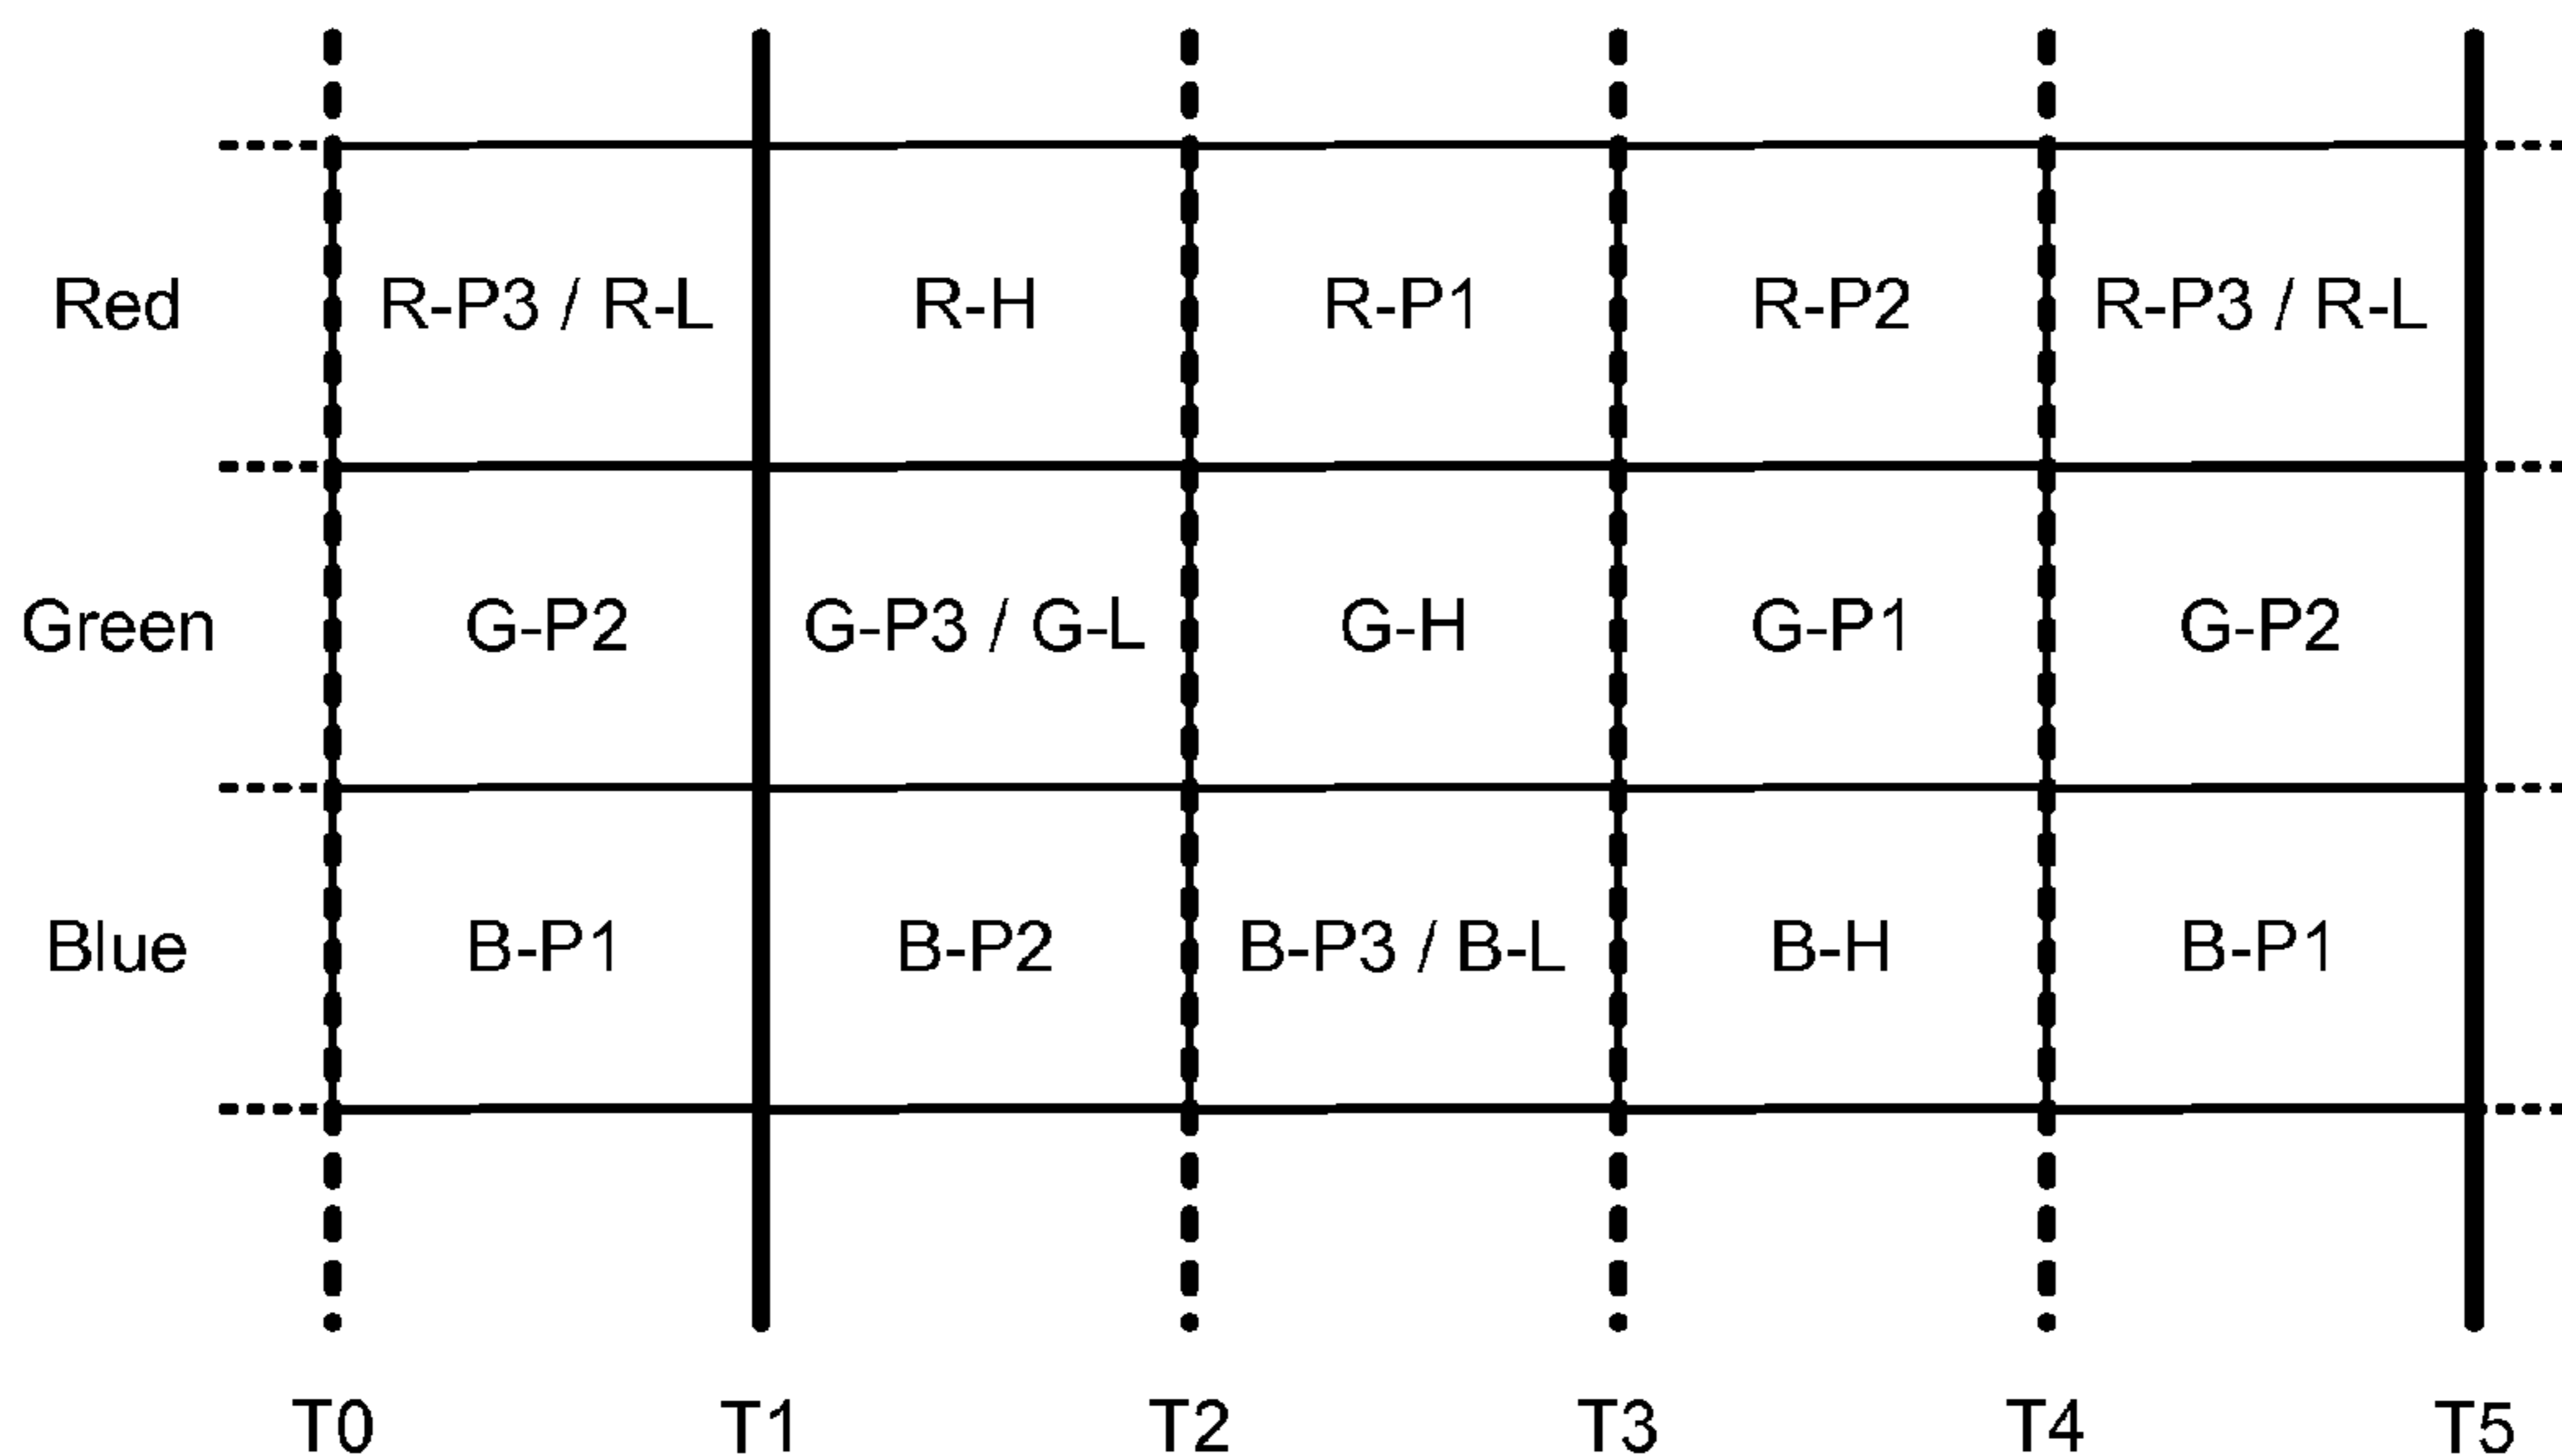 Red R-P3 / R-L R-H R-P1 R-P2 R-P3 / R-L
Green G-P2 G-P3 / G-L G-H G-P1 G-P2
Blue B-P1 B-P2 B-P3 / B-L B-H B-P1
T0 T1 T2 T3 T4 T5